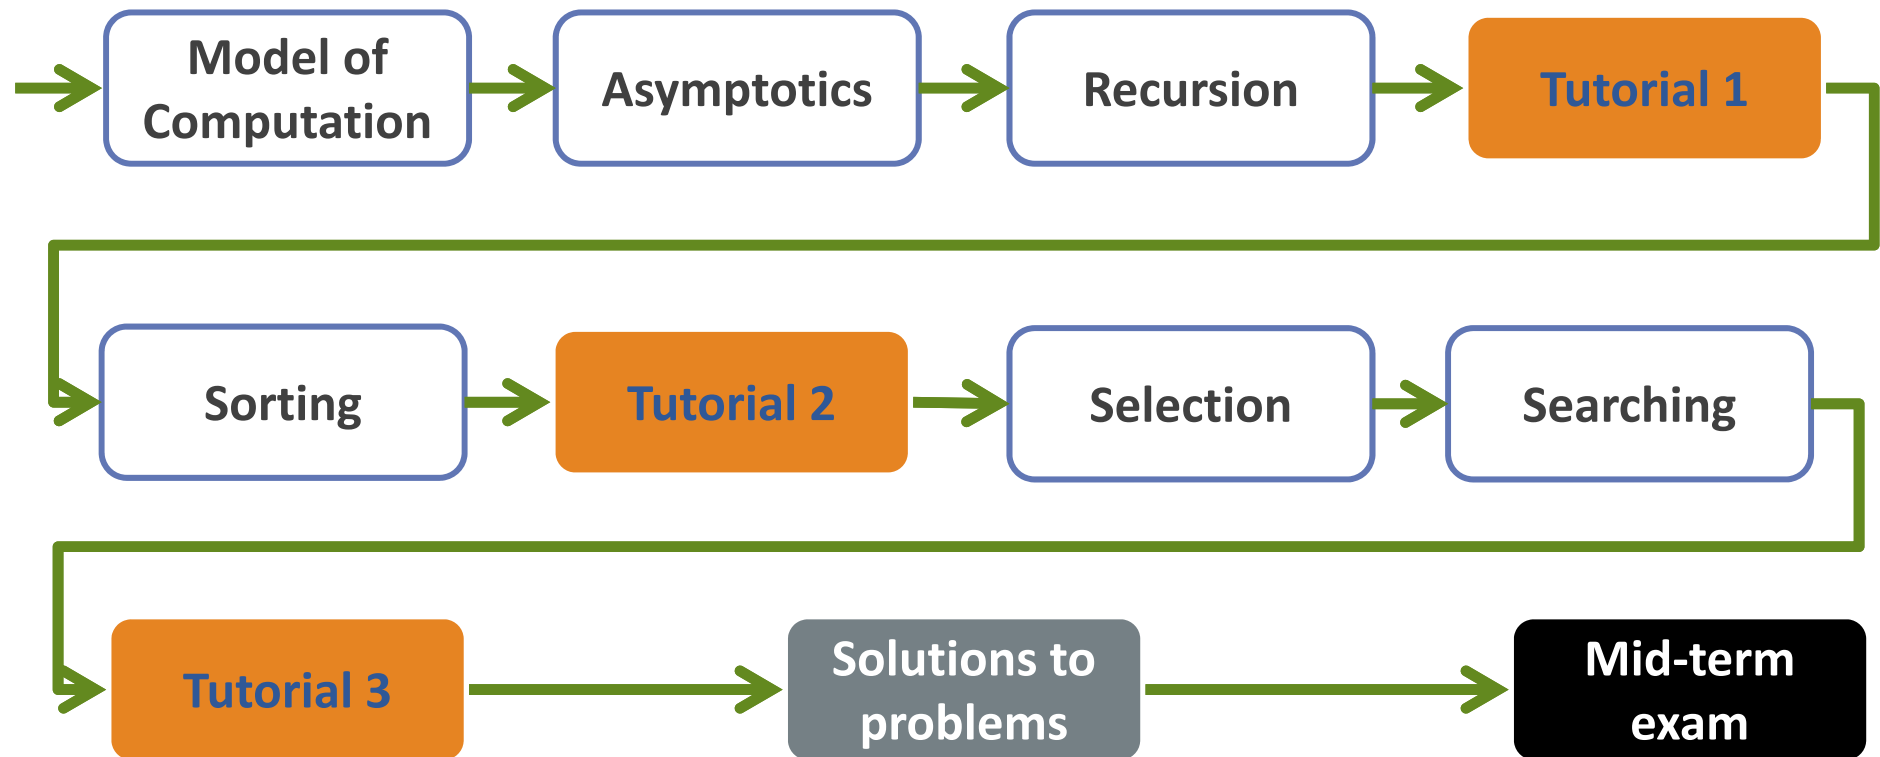 Model of
Computation
Asymptotics
Recursion
Tutorial 1
Sorting
Tutorial 2
Selection
Searching
Tutorial 3
Solutions to
problems
Mid-term
exam